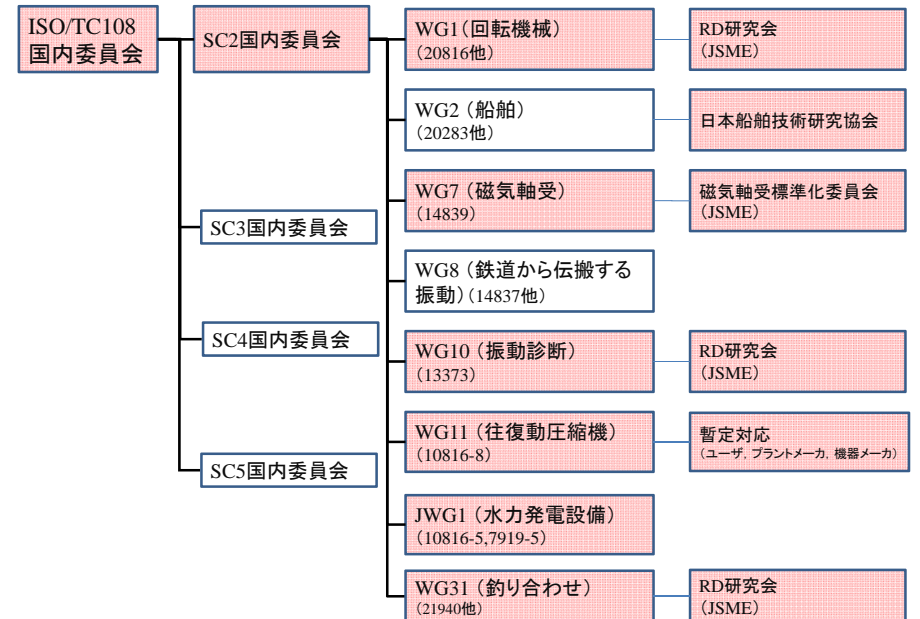 ISO/TC108
国内委員会
SC2国内委員会
WG1(回転機械)
(20816他)
RD研究会
(JSME)
WG2 (船舶)
(20283他)
日本船舶技術研究協会
WG7 (磁気軸受)
(14839)
磁気軸受標準化委員会
(JSME)
SC3国内委員会
WG8 (鉄道から伝搬する
振動) (14837他)
SC4国内委員会
WG10 (振動診断)
(13373)
RD研究会
(JSME)
WG11 (往復動圧縮機)
(10816-8)
暫定対応
(ユーザ, プラントメーカ, 機器メーカ)
SC5国内委員会
JWG1 (水力発電設備)
(10816-5,7919-5)
WG31 (釣り合わせ)
(21940他)
RD研究会
(JSME)